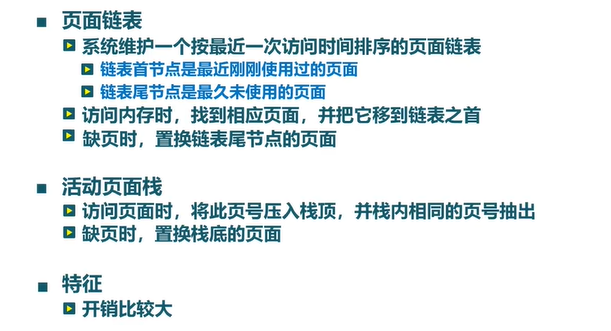 页面链表
系统维护一个按最近一次访问时间排序的页面链表
链表首节点是最近刚刚使用过的页面
链表尾节点是最久未使用的页面
访问内存时，找到相应页面，并把它移到链表之首
缺页时，置换链表尾节点的页面
活动页面栈
访问页面时，将此页号压入栈顶，并栈内相同的页号抽出
缺页时，置换栈底的页面
特征
开销比较大